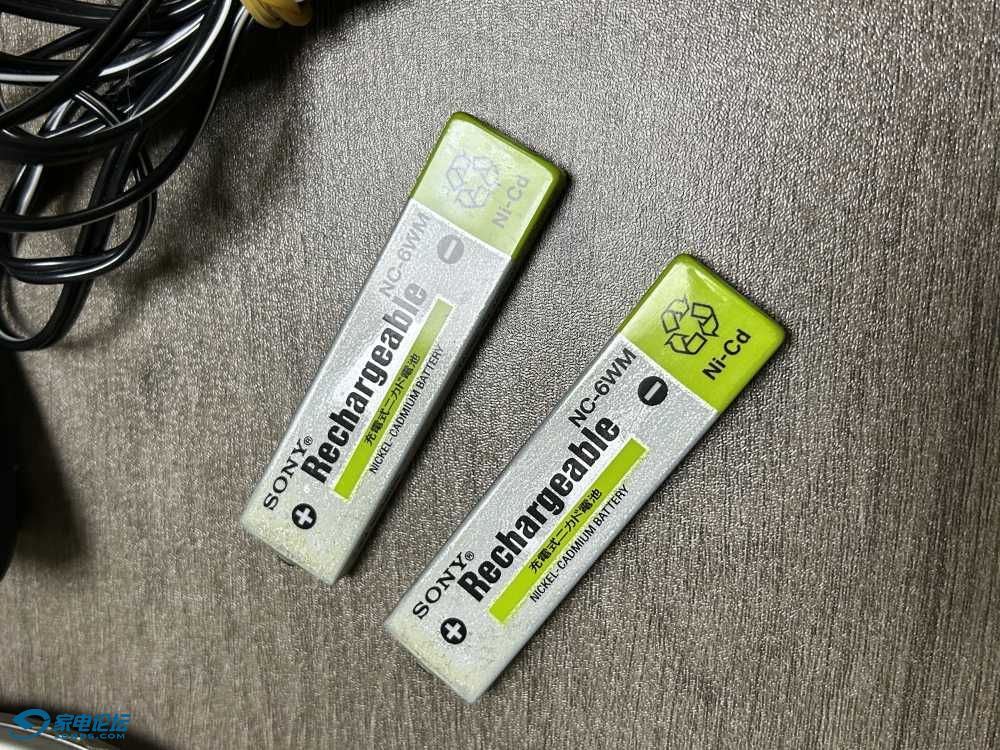 SONY®
Rechargeable
NC-6WM
充電式ニカド電池
NICKEL-CADMIUM BATTERY
Ni-Cd
SONY®
Rechargeable
NC-6WM
充電式ニカド電池
NICKEL-CADMIUM BATTERY
Ni-Cd
家电论坛